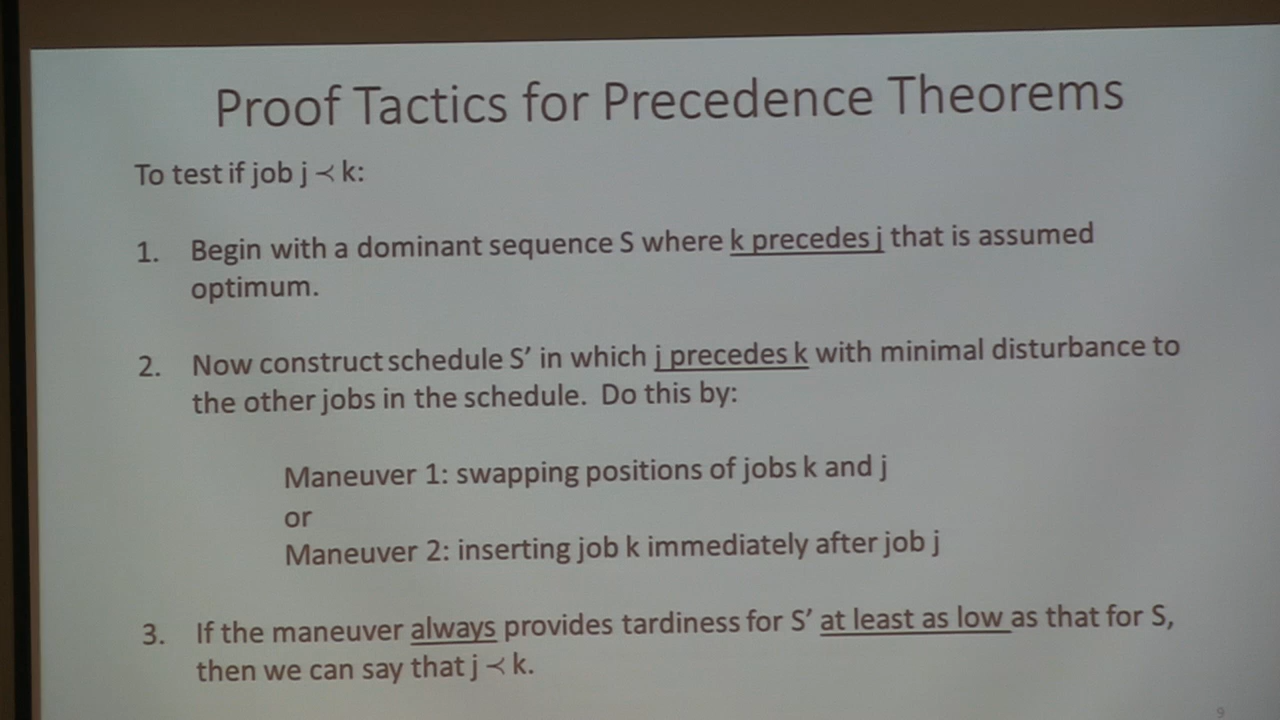 Proof Tactics for Precedence Theorems
To test if job j ≺ k:
1. Begin with a dominant sequence S where k precedes j that is assumed
optimum.
2. Now construct schedule S′ in which j precedes k with minimal disturbance to
the other jobs in the schedule. Do this by:
Maneuver 1: swapping positions of jobs k and j
or
Maneuver 2: inserting job k immediately after job j
3. If the maneuver always provides tardiness for S′ at least as low as that for S,
then we can say that j ≺ k.
9